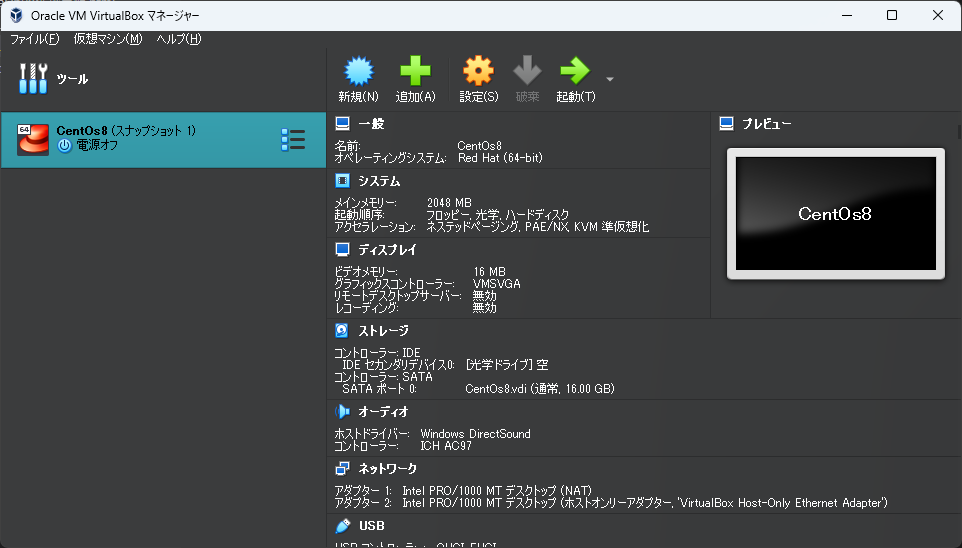 Oracle VM VirtualBox マネージャー
ファイル(F) 仮想マシン(M) ヘルプ(H)
ツール
新規(N) 追加(A) 設定(S) 破棄 起動(T)
64
CentOs8 (スナップショット 1)
電源オフ
一般
名前: CentOs8
オペレーティングシステム: Red Hat (64-bit)
プレビュー
CentOs8
システム
メインメモリー: 2048 MB
起動順序: フロッピー, 光学, ハードディスク
アクセラレーション: ネステッドページング, PAE/NX, KVM 準仮想化
ディスプレイ
ビデオメモリー: 16 MB
グラフィックスコントローラー: VMSVGA
リモートデスクトップサーバー: 無効
レコーディング: 無効
ストレージ
コントローラー: IDE
IDE セカンダリデバイス0: [光学ドライブ] 空
コントローラー: SATA
SATA ポート 0: CentOs8.vdi (通常, 16.00 GB)
オーディオ
ホストドライバー: Windows DirectSound
コントローラー: ICH AC97
ネットワーク
アダプター 1: Intel PRO/1000 MT デスクトップ (NAT)
アダプター 2: Intel PRO/1000 MT デスクトップ (ホストオンリーアダプター, 'VirtualBox Host-Only Ethernet Adapter')
USB
USB コントローラー: OHCI, EHCI